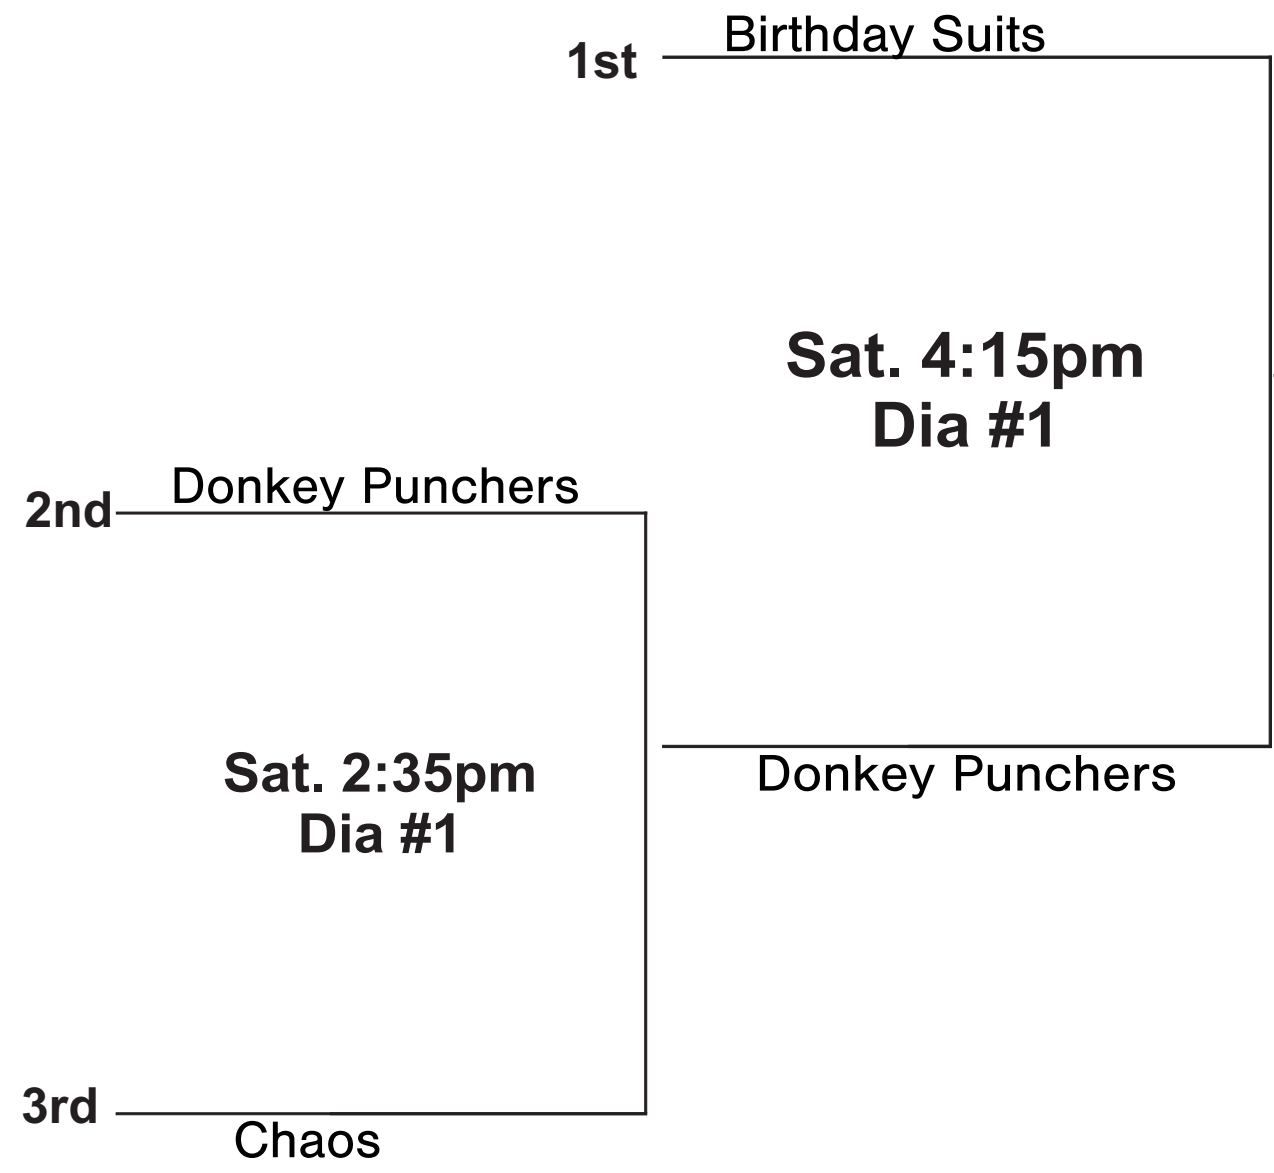 Birthday Suits
1st
Sat. 4:15pm
Dia #1
Donkey Punchers
2nd
Donkey Punchers
Sat. 2:35pm
Dia #1
3rd
Chaos